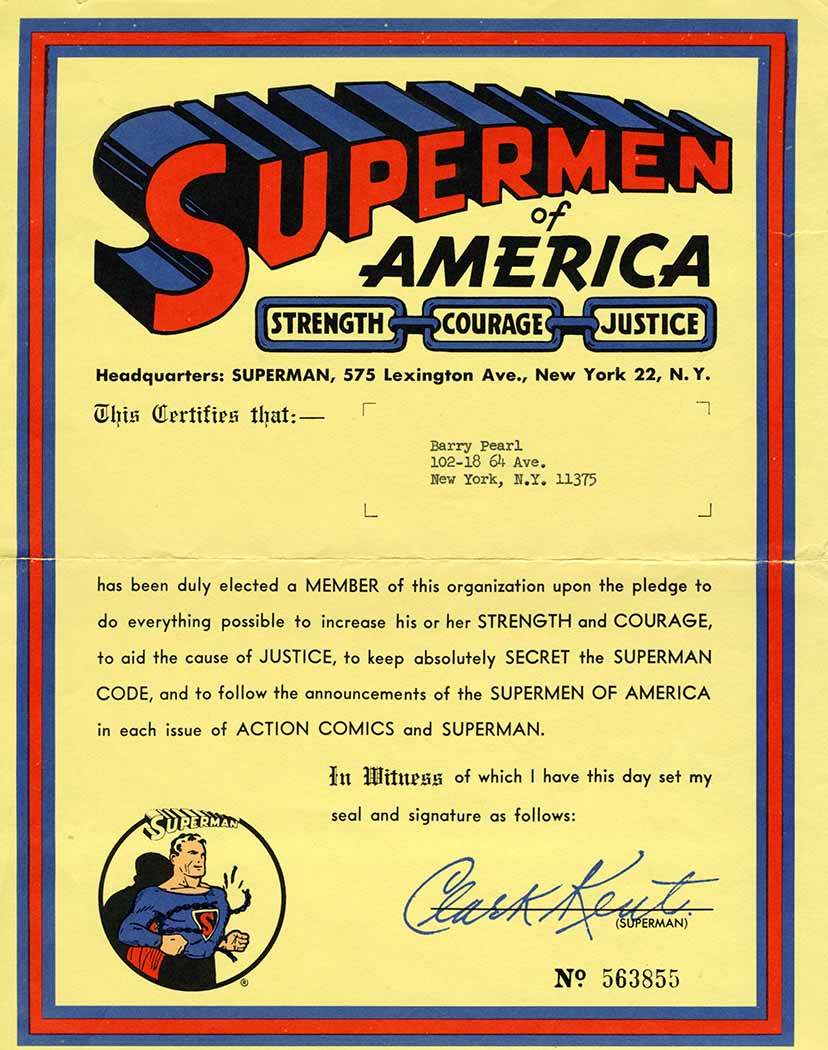 SUPERMEN
of
AMERICA
STRENGTH COURAGE JUSTICE
Headquarters: SUPERMAN, 575 Lexington Ave., New York 22, N.Y.
This Certifies that:—
Barry Pearl
102-18 64 Ave.
New York, N.Y. 11375
has been duly elected a MEMBER of this organization upon the pledge to
do everything possible to increase his or her STRENGTH and COURAGE,
to aid the cause of JUSTICE, to keep absolutely SECRET the SUPERMAN
CODE, and to follow the announcements of the SUPERMEN OF AMERICA
in each issue of ACTION COMICS and SUPERMAN.
In Witness of which I have this day set my
seal and signature as follows:
SUPERMAN
S
®
Clark Kent
(SUPERMAN)
Nº 563855